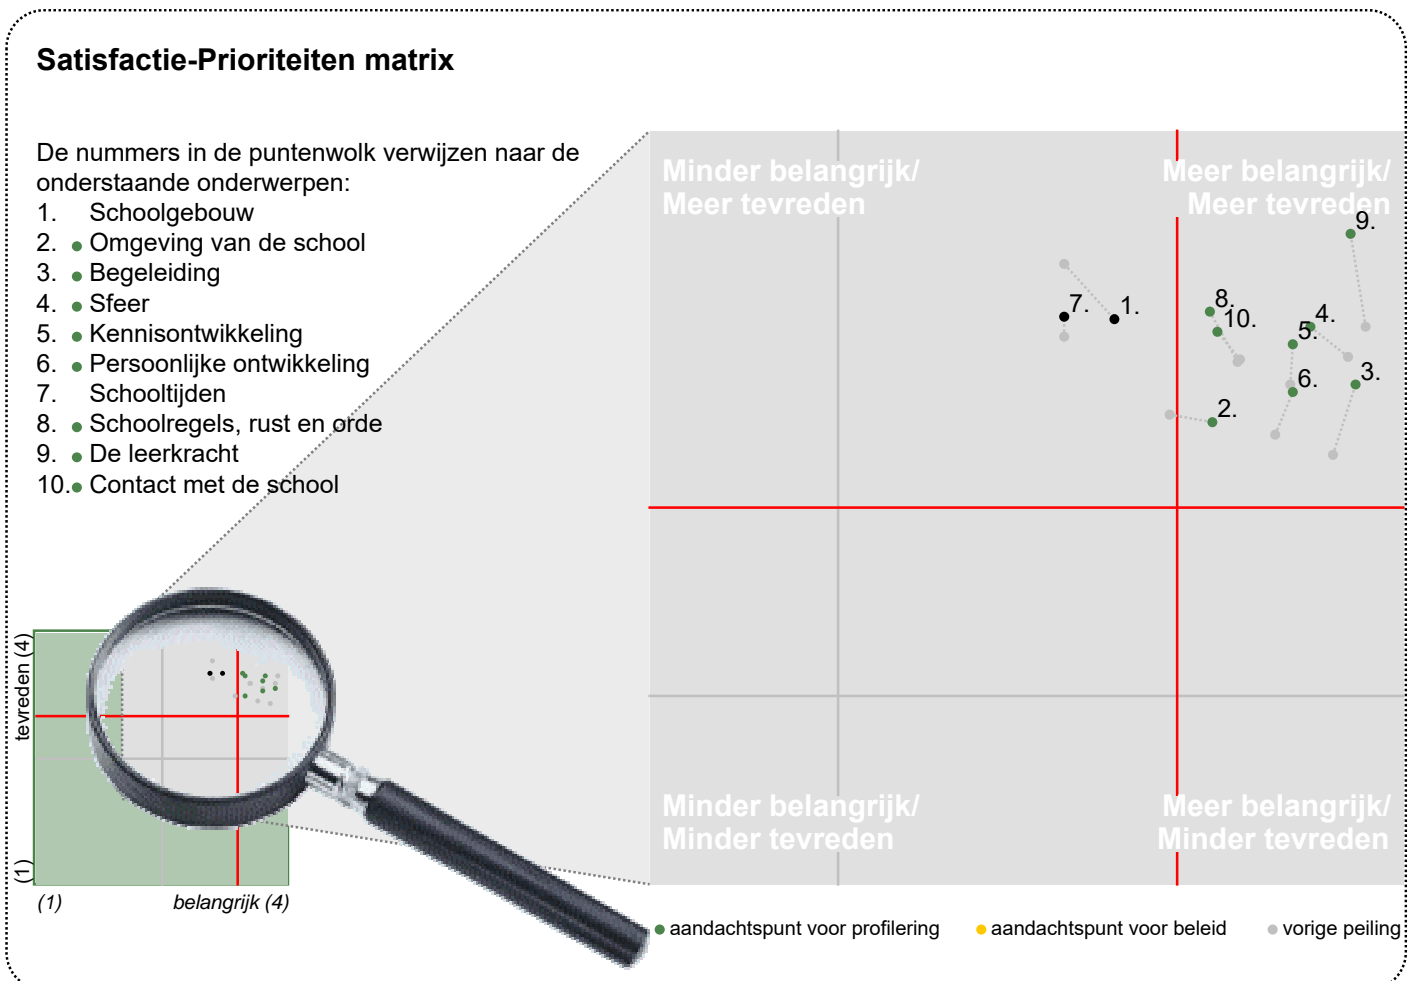 Satisfactie-Prioriteiten matrix
De nummers in de puntenwolk verwijzen naar de
onderstaande onderwerpen:
1. Schoolgebouw
2. Omgeving van de school
3. Begeleiding
4. Sfeer
5. Kennisontwikkeling
6. Persoonlijke ontwikkeling
7. Schooltijden
8. Schoolregels, rust en orde
9. De leerkracht
10. Contact met de school
Minder belangrijk/
Meer tevreden
Meer belangrijk/
Meer tevreden
9.
7.
1.
8.
10.
4.
5.
3.
6.
2.
Minder belangrijk/
Minder tevreden
Meer belangrijk/
Minder tevreden
tevreden (4)
(1)
(1)
belangrijk (4)
aandachtspunt voor profilering
aandachtspunt voor beleid
vorige peiling